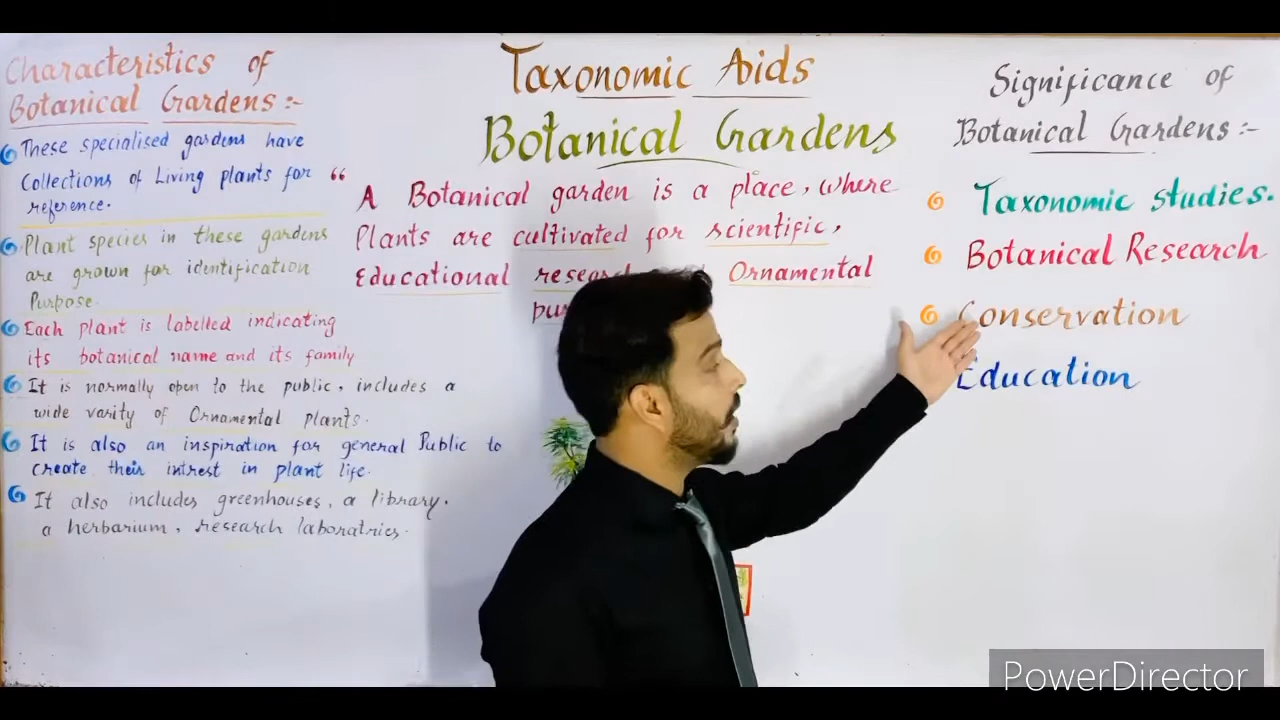 Characteristics of
Botanical Gardens :-
These specialised gardens have
Collections of Living plants for
reference.
Plant species in these gardens
are grown for identification
Purpose.
Each plant is labelled indicating
its botanical name and its family
It is normally open to the public, includes a
wide varity of Ornamental Plants.
It is also an inspiration for general Public to
create their intrest in plant life.
It also includes greenhouses, a library,
a herbarium, research laboratries.
Taxonomic Aids
Botanical Gardens
“ A Botanical garden is a place, where
Plants are cultivated for scientific,
Educational Ornamental
Significance of
Botanical Gardens :-
Taxonomic studies.
Botanical Research
Conservation
Education
PowerDirector